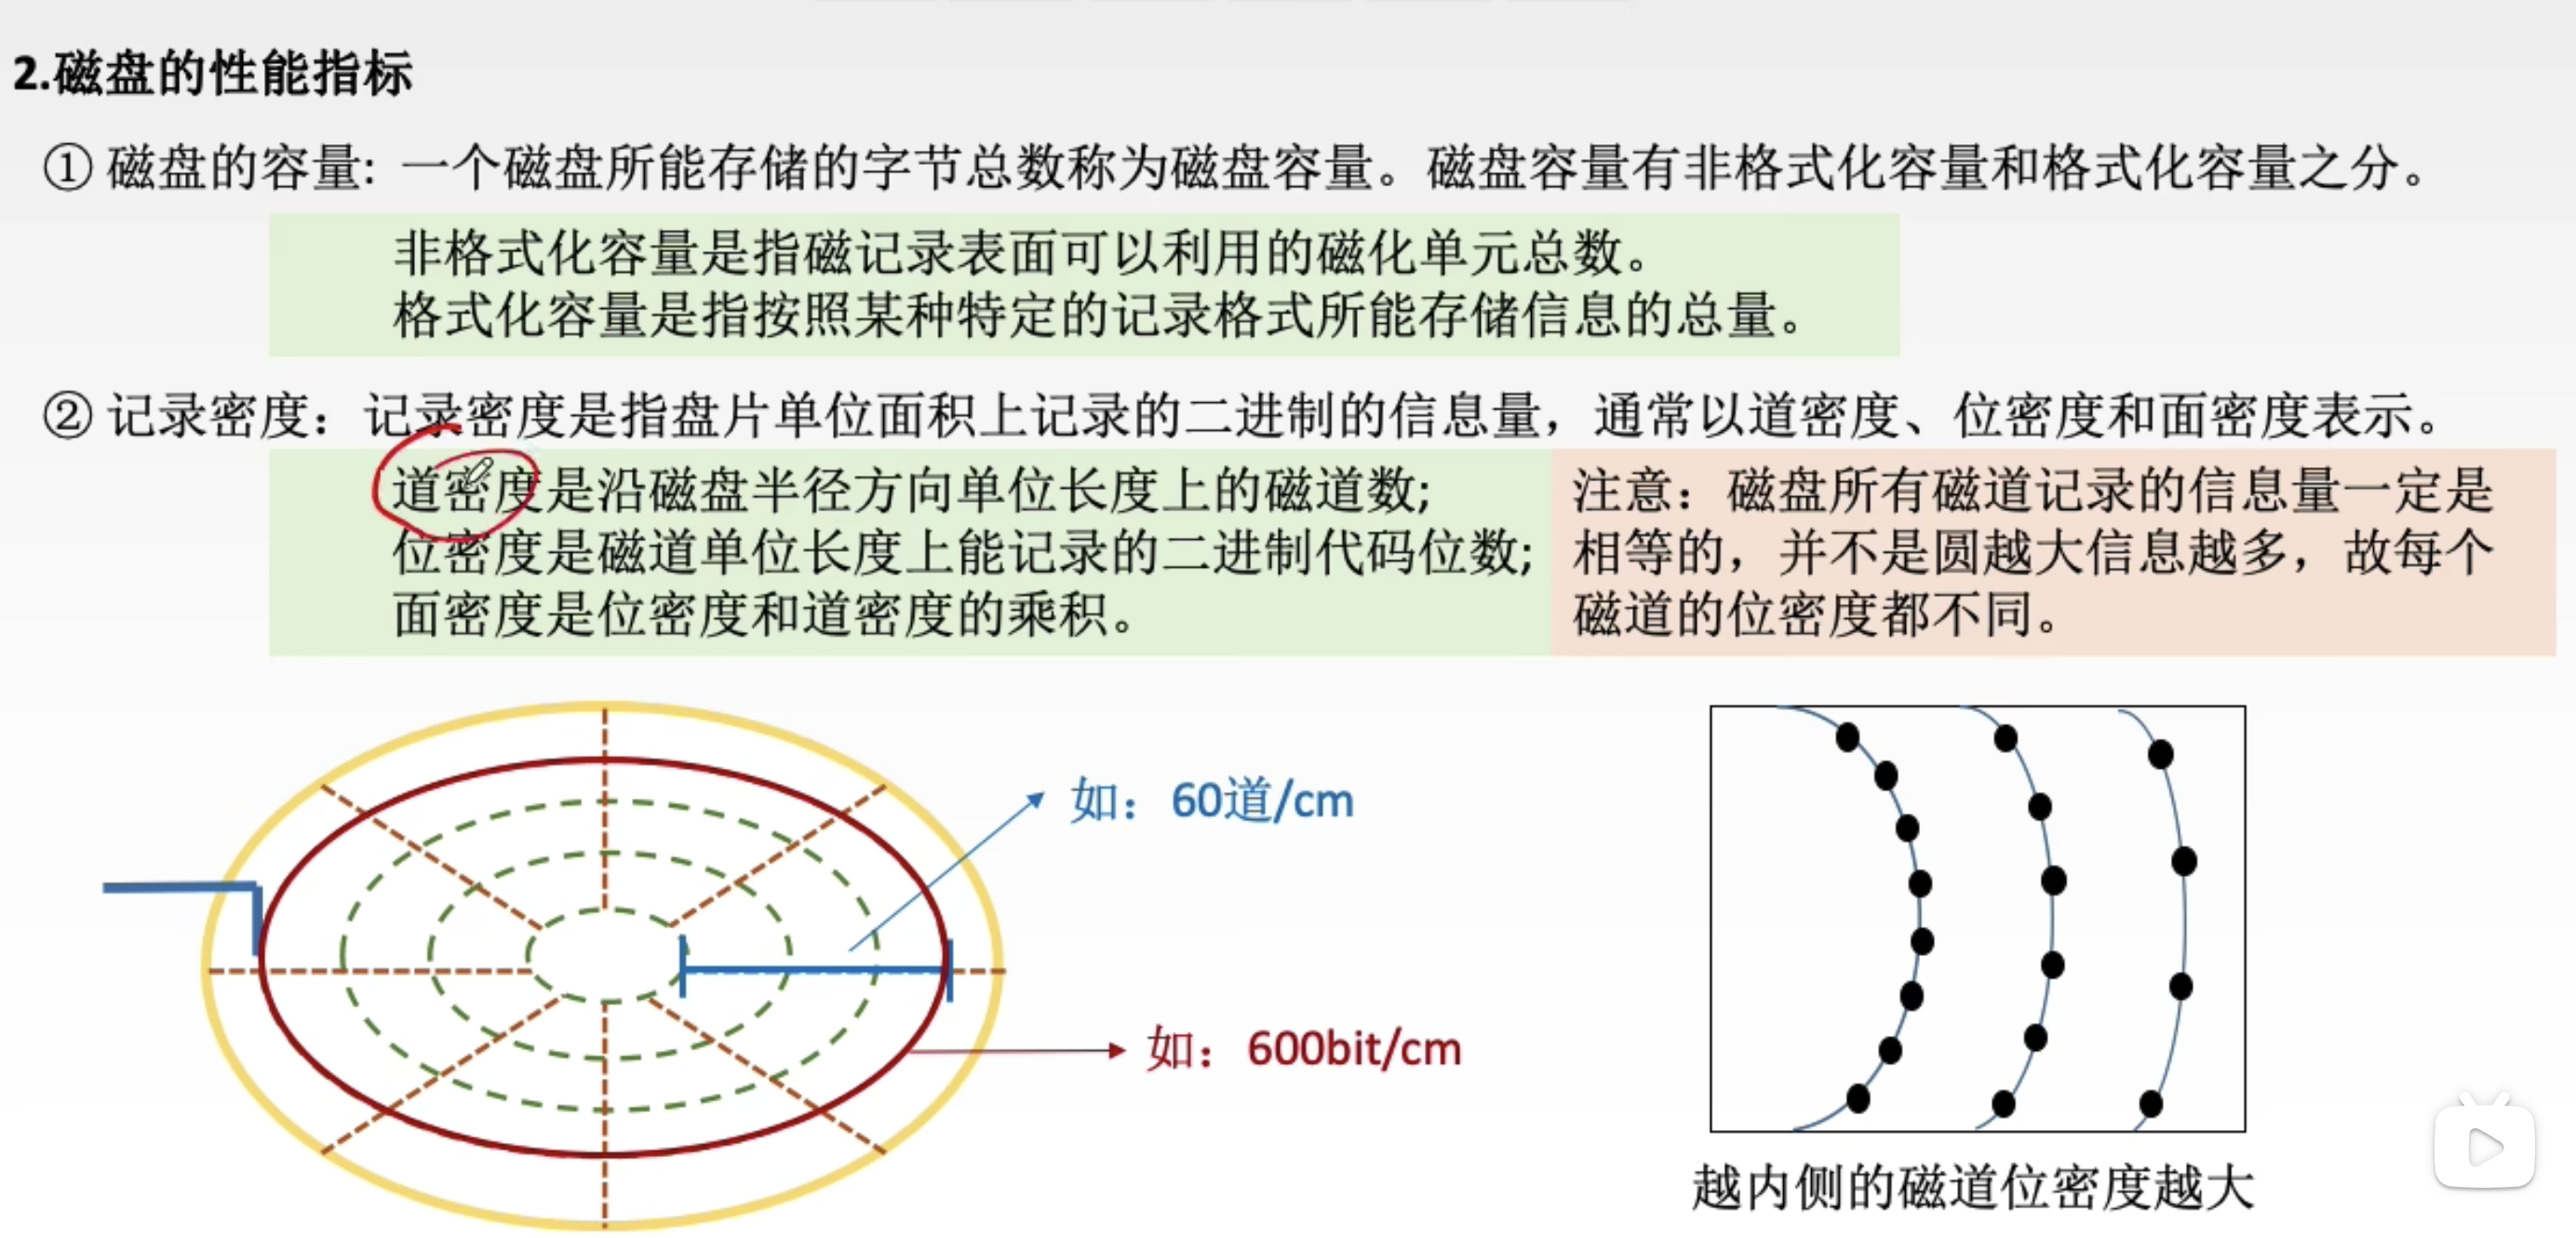 2.磁盘的性能指标
① 磁盘的容量: 一个磁盘所能存储的字节总数称为磁盘容量。磁盘容量有非格式化容量和格式化容量之分。
非格式化容量是指磁记录表面可以利用的磁化单元总数。
格式化容量是指按照某种特定的记录格式所能存储信息的总量。
② 记录密度：记录密度是指盘片单位面积上记录的二进制的信息量，通常以道密度、位密度和面密度表示。
道密度是沿磁盘半径方向单位长度上的磁道数;
位密度是磁道单位长度上能记录的二进制代码位数;
面密度是位密度和道密度的乘积。
注意：磁盘所有磁道记录的信息量一定是
相等的，并不是圆越大信息越多，故每个
磁道的位密度都不同。
如：60道/cm
如：600bit/cm
越内侧的磁道位密度越大